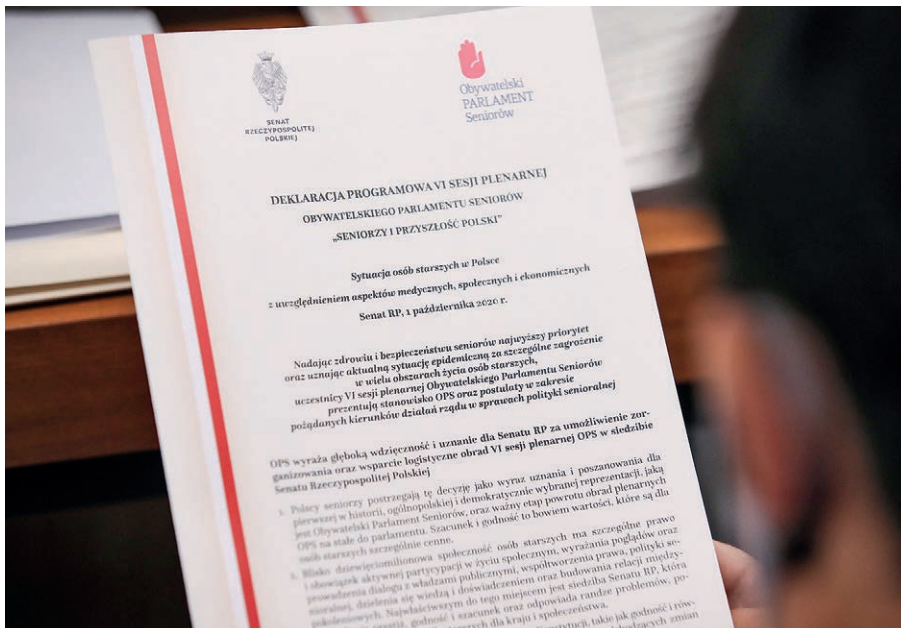 SENAT
RZECZYPOSPOLITEJ
POLSKIEJ
Obywatelski
PARLAMENT
Seniorów
DEKLARACJA PROGRAMOWA VI SESJI PLENARNEJ
OBYWATELSKIEGO PARLAMENTU SENIORÓW
„SENIORZY I PRZYSZŁOŚĆ POLSKI”
Sytuacja osób starszych w Polsce
z uwzględnieniem aspektów medycznych, społecznych i ekonomicznych
Senat RP, 1 października 2020 r.
Nadając zdrowiu i bezpieczeństwu seniorów najwyższy priorytet
oraz uznając aktualną sytuację epidemiczną za szczególne zagrożenie
w wielu obszarach życia osób starszych,
uczestnicy VI sesji plenarnej Obywatelskiego Parlamentu Seniorów
prezentują stanowisko OPS oraz postulaty w zakresie
pożądanych kierunków działań rządu w sprawach polityki senioralnej
OPS wyraża głęboką wdzięczność i uznanie dla Senatu RP za umożliwienie zor-
ganizowania oraz wsparcie logistyczne obrad VI sesji plenarnej OPS w siedzibie
Senatu Rzeczypospolitej Polskiej
1. Polscy seniorzy postrzegają tę decyzję jako wyraz uznania i poszanowania dla
pierwszej w historii, ogólnopolskiej i demokratycznie wybranej reprezentacji, jaką
jest Obywatelski Parlament Seniorów, oraz ważny etap powrotu obrad plenarnych
OPS na stałe do parlamentu. Szacunek i godność to bowiem wartości, które są dla
osób starszych szczególnie cenne.
2. Blisko dziewięciomilionowa społeczność osób starszych ma szczególne prawo
i obowiązek aktywnej partycypacji w życiu społecznym, wyrażania poglądów oraz
prowadzenia dialogu z władzami publicznymi, współtworzenia prawa, polityki se-
nioralnej, dzielenia się wiedzą i doświadczeniem oraz budowania relacji między-
pokoleniowych. Najwłaściwszym do tego miejscem jest siedziba Senatu RP, która
godność i szacunek oraz odpowiada randze problemów, po-
dla kraju i społeczeństwa.
takie jak godność i rów-
zmian